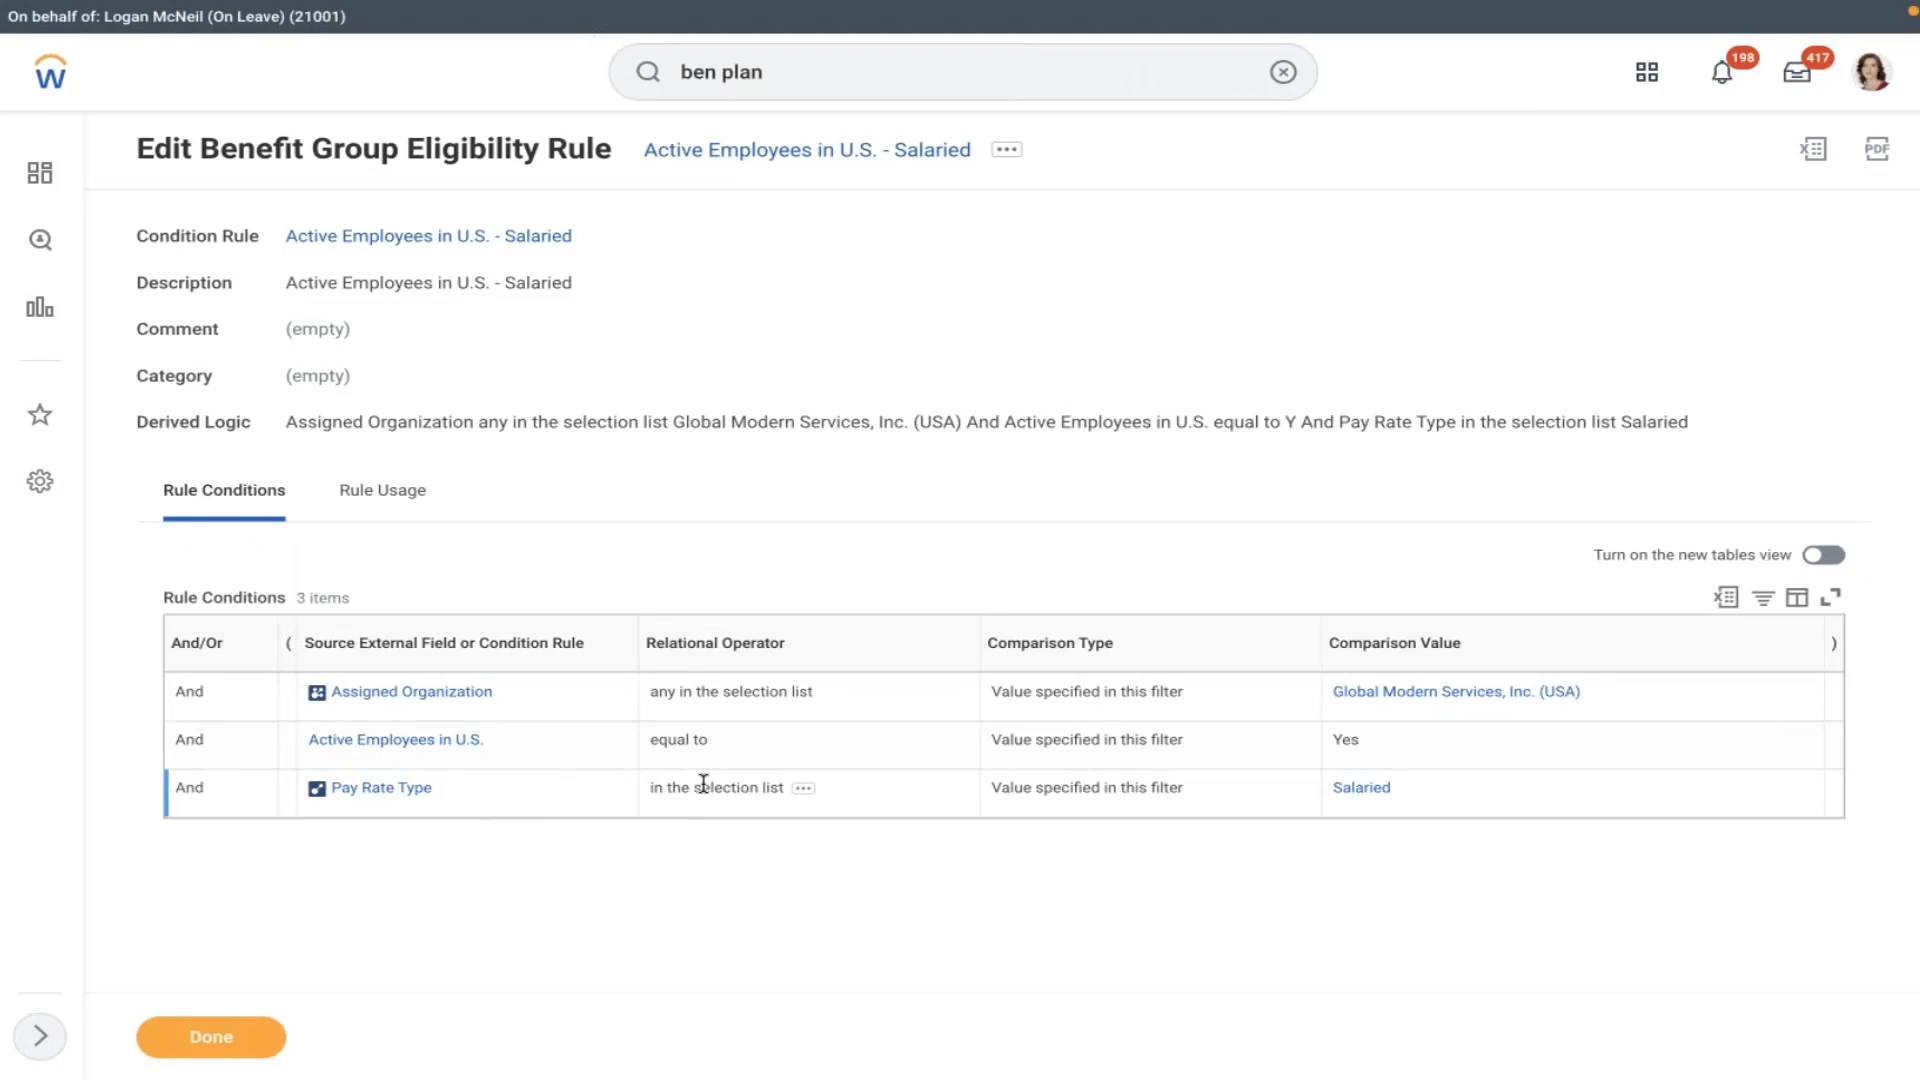 On behalf of: Logan McNeil (On Leave) (21001)
W
ben plan
198
417
Edit Benefit Group Eligibility Rule Active Employees in U.S. - Salaried
PDF
Condition Rule Active Employees in U.S. - Salaried
Description Active Employees in U.S. - Salaried
Comment (empty)
Category (empty)
Derived Logic Assigned Organization any in the selection list Global Modern Services, Inc. (USA) And Active Employees in U.S. equal to Y And Pay Rate Type in the selection list Salaried
Rule Conditions Rule Usage
Turn on the new tables view
Rule Conditions 3 items
And/Or ( Source External Field or Condition Rule Relational Operator Comparison Type Comparison Value )
And Assigned Organization any in the selection list Value specified in this filter Global Modern Services, Inc. (USA)
And Active Employees in U.S. equal to Value specified in this filter Yes
And Pay Rate Type in the selection list Value specified in this filter Salaried
Done